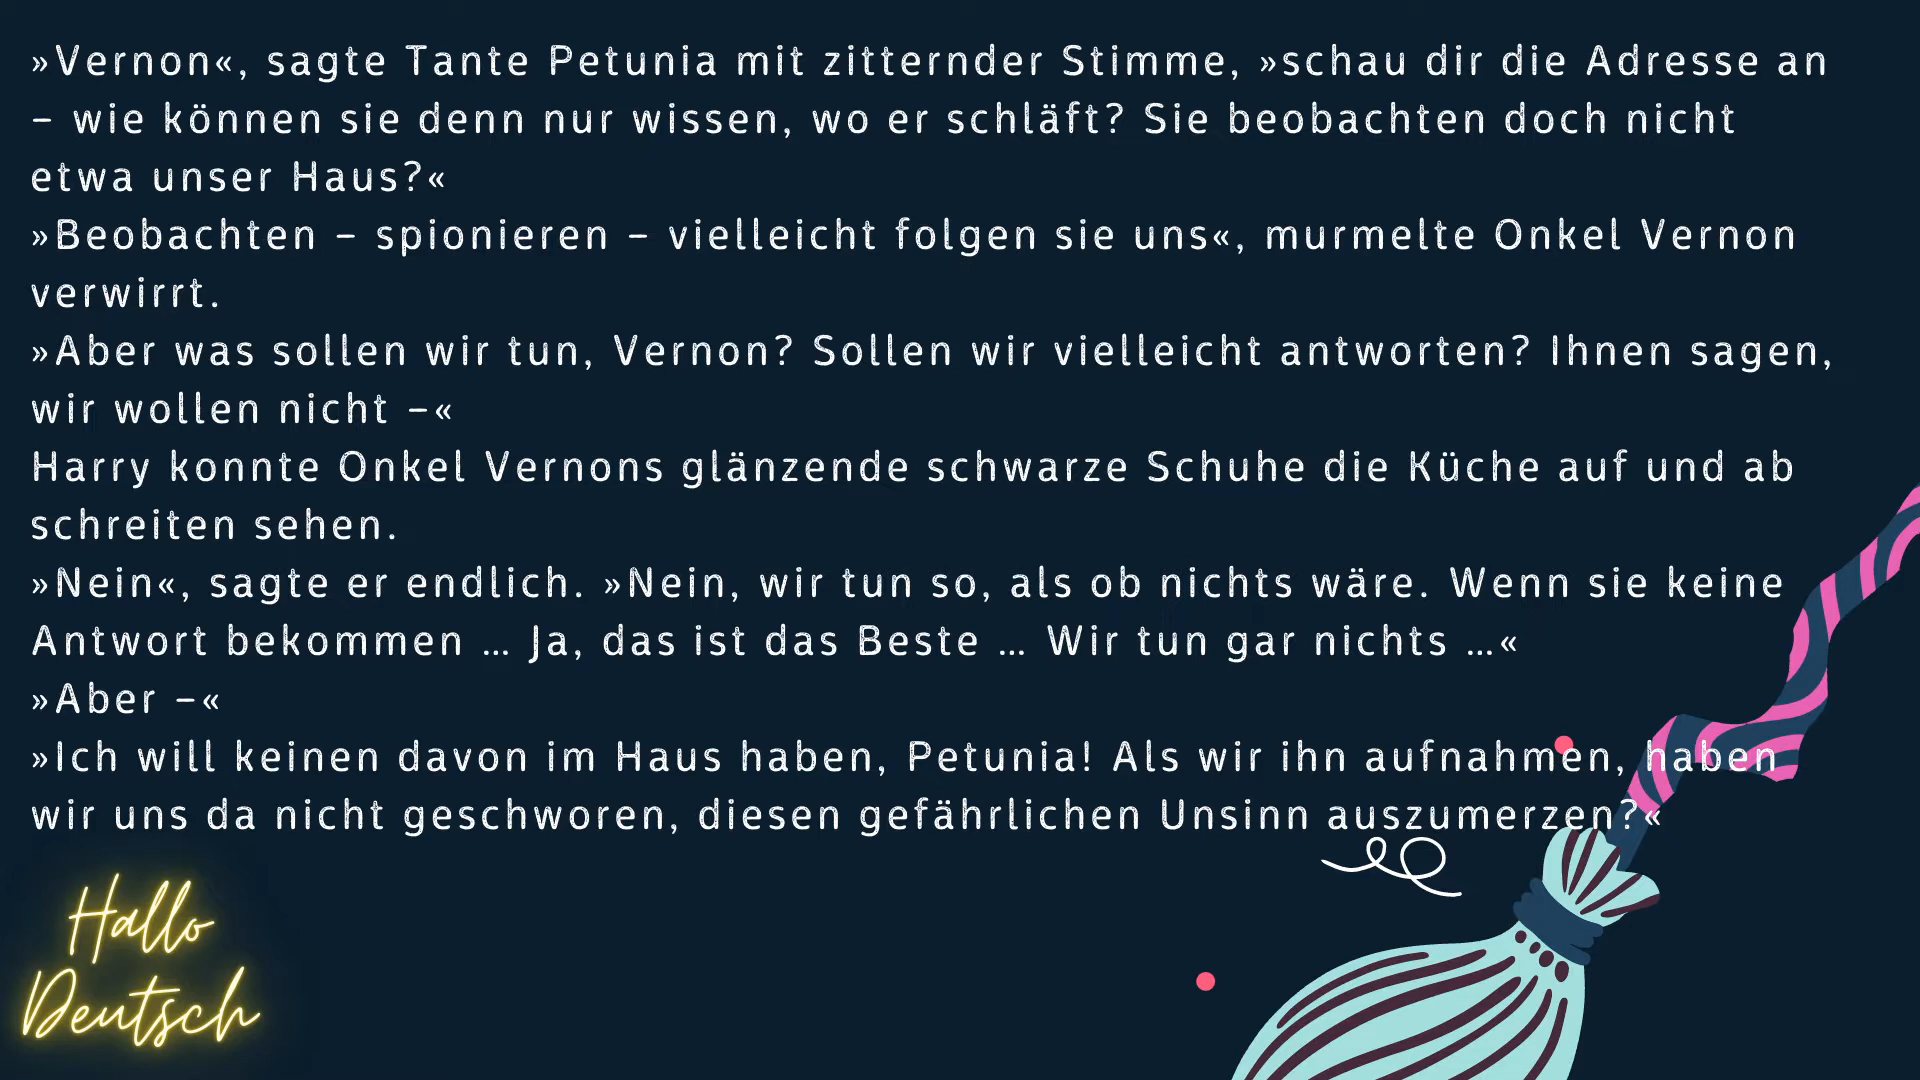 »Vernon«, sagte Tante Petunia mit zitternder Stimme, »schau dir die Adresse an
– wie können sie denn nur wissen, wo er schläft? Sie beobachten doch nicht
etwa unser Haus?«
»Beobachten – spionieren – vielleicht folgen sie uns«, murmelte Onkel Vernon
verwirrt.
»Aber was sollen wir tun, Vernon? Sollen wir vielleicht antworten? Ihnen sagen,
wir wollen nicht –«
Harry konnte Onkel Vernons glänzende schwarze Schuhe die Küche auf und ab
schreiten sehen.
»Nein«, sagte er endlich. »Nein, wir tun so, als ob nichts wäre. Wenn sie keine
Antwort bekommen … Ja, das ist das Beste … Wir tun gar nichts …«
»Aber –«
»Ich will keinen davon im Haus haben, Petunia! Als wir ihn aufnahmen, haben
wir uns da nicht geschworen, diesen gefährlichen Unsinn auszumerzen?«
Hallo
Deutsch